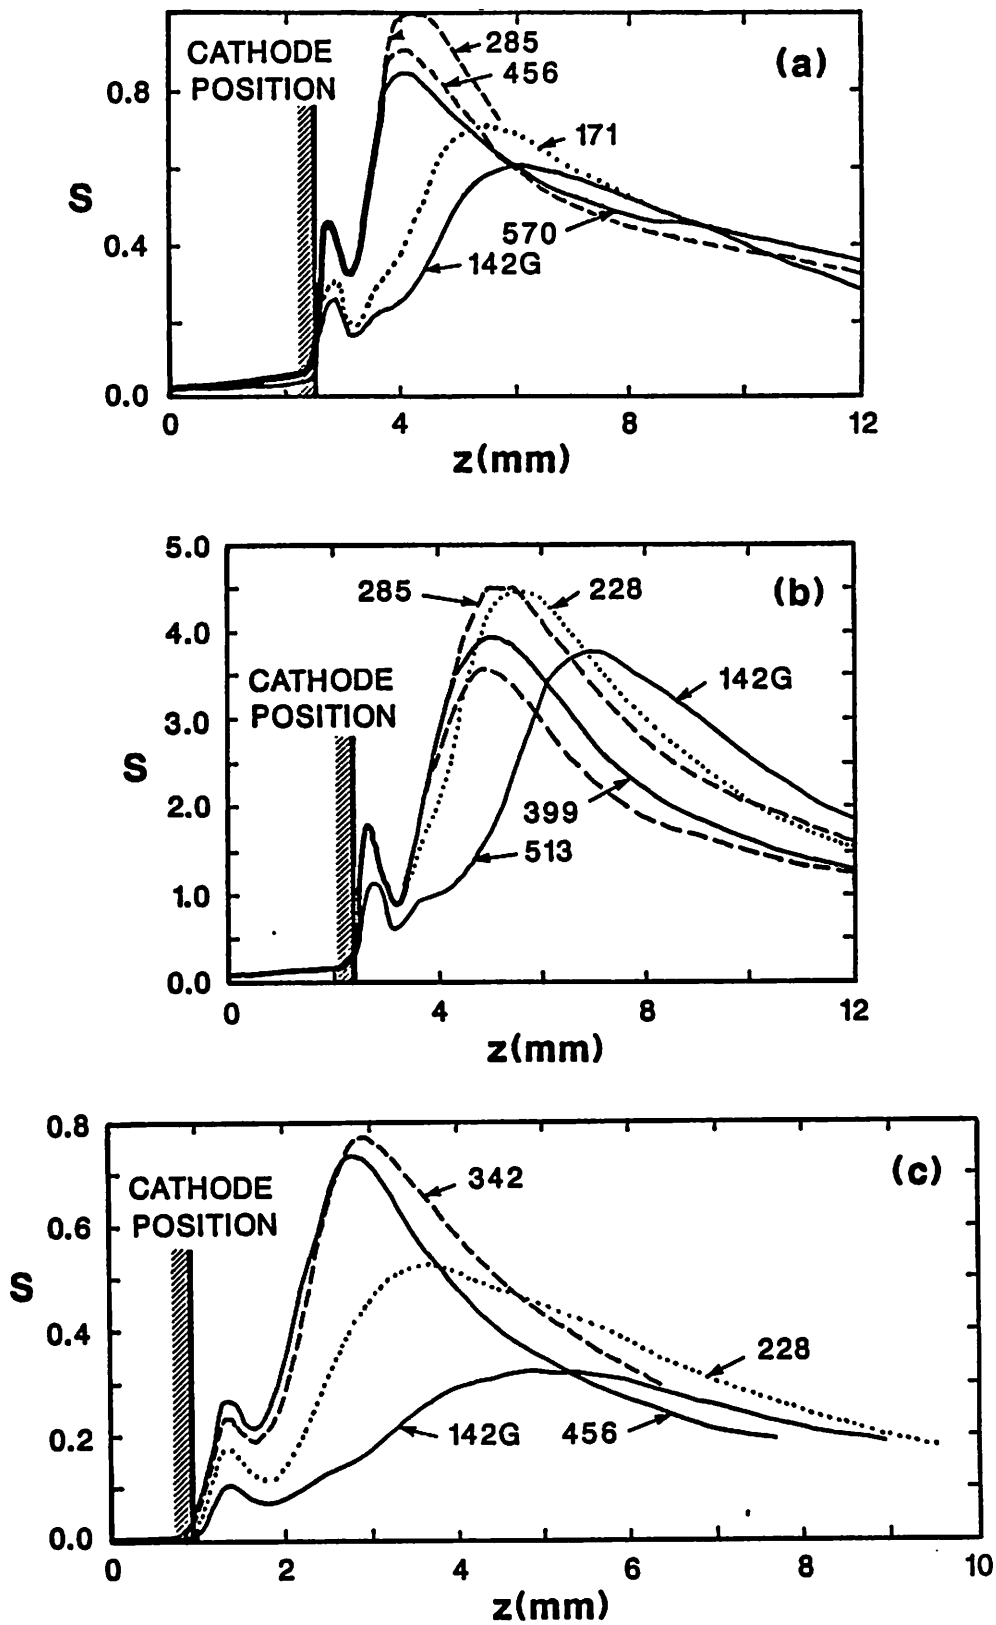 CATHODE
POSITION
(a)
285
456
171
570
142G
0.8
0.4
0.0
S
0 4 8 12
z(mm)
(b)
285
228
142G
CATHODE
POSITION
399
513
5.0
4.0
3.0
2.0
1.0
0.0
S
0 4 8 12
z(mm)
(c)
342
CATHODE
POSITION
228
142G
456
0.8
0.6
0.4
0.2
0.0
S
0 2 4 6 8 10
z(mm)